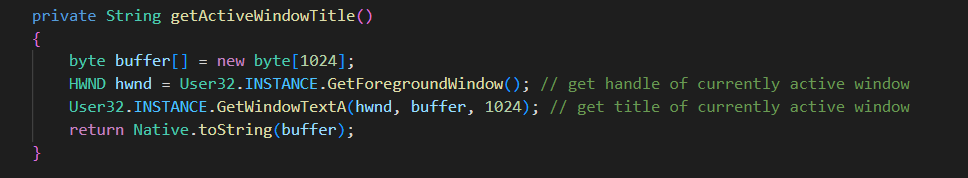 private String getActiveWindowTitle()
{
    byte buffer[] = new byte[1024];
    HWND hwnd = User32.INSTANCE.GetForegroundWindow(); // get handle of currently active window
    User32.INSTANCE.GetWindowTextA(hwnd, buffer, 1024); // get title of currently active window
    return Native.toString(buffer);
}